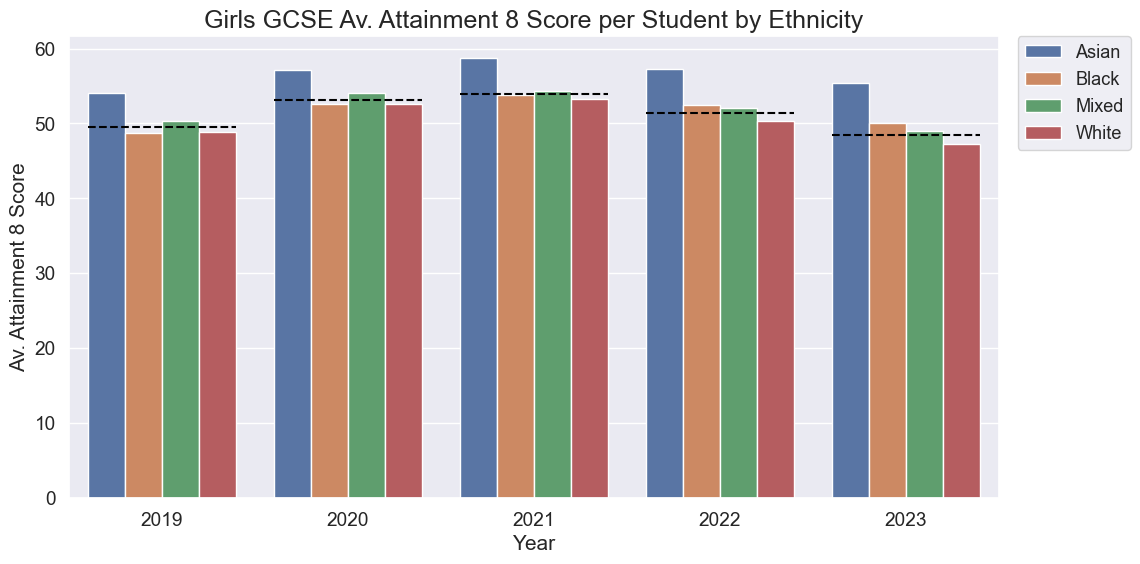 Girls GCSE Av. Attainment 8 Score per Student by Ethnicity
Av. Attainment 8 Score
60
50
40
30
20
10
0
2019 2020 2021 2022 2023
Year
Asian
Black
Mixed
White